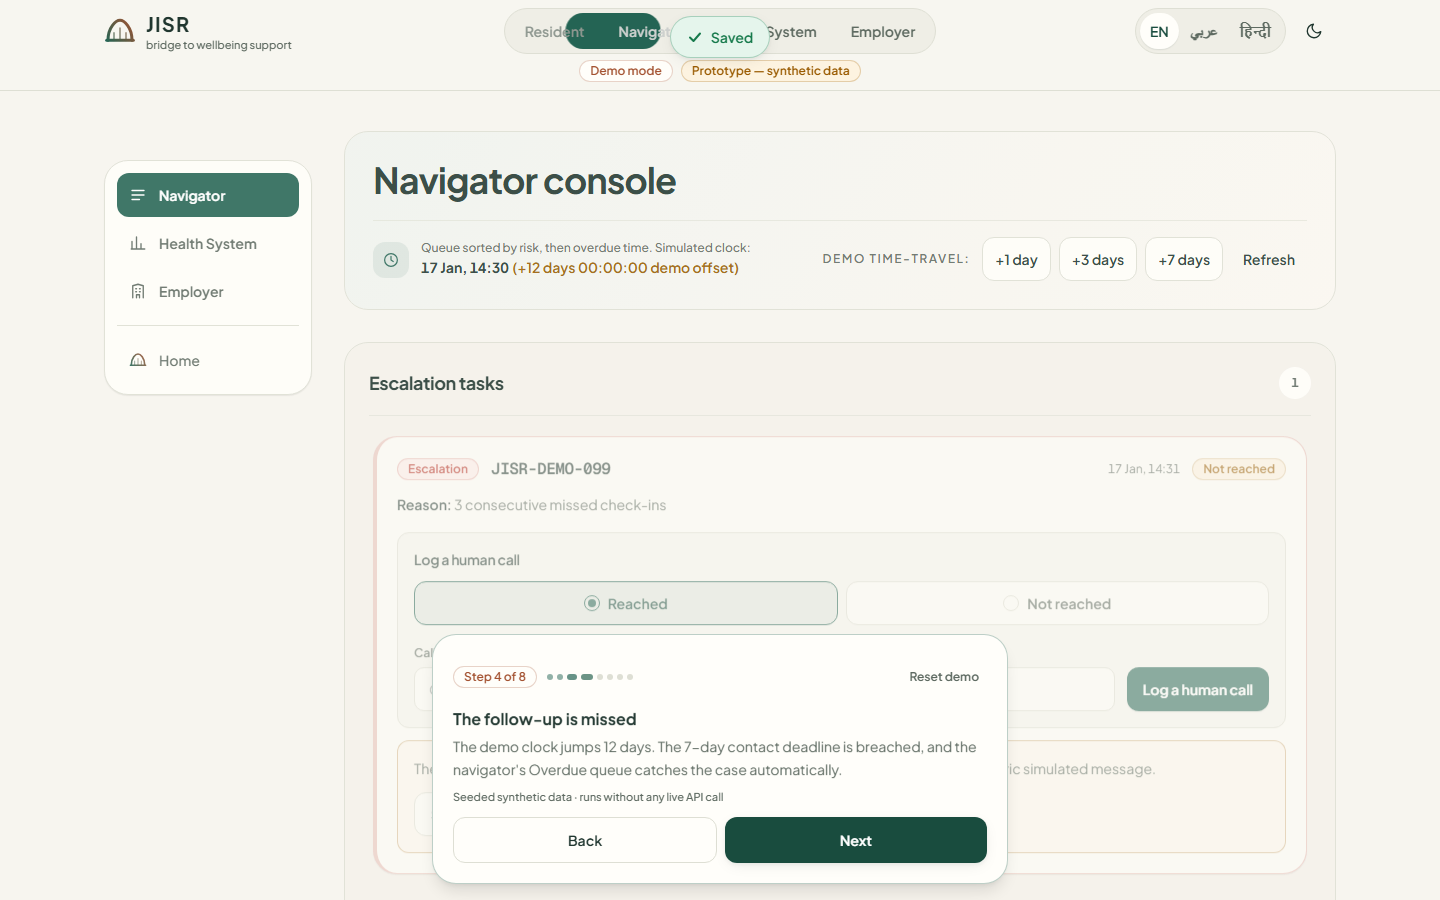 JISR
bridge to wellbeing support
Resident
Navigat
Saved
System
Employer
EN
عربي
हिन्दी
Demo mode
Prototype — synthetic data
Navigator
Health System
Employer
Home
Navigator console
Queue sorted by risk, then overdue time. Simulated clock:
17 Jan, 14:30 (+12 days 00:00:00 demo offset)
DEMO TIME-TRAVEL:
+1 day
+3 days
+7 days
Refresh
Escalation tasks
1
Escalation
JISR-DEMO-099
17 Jan, 14:31
Not reached
Reason: 3 consecutive missed check-ins
Log a human call
Reached
Not reached
Log a human call
simulated message.
Step 4 of 8
Reset demo
The follow-up is missed
The demo clock jumps 12 days. The 7-day contact deadline is breached, and the
navigator's Overdue queue catches the case automatically.
Seeded synthetic data · runs without any live API call
Back
Next